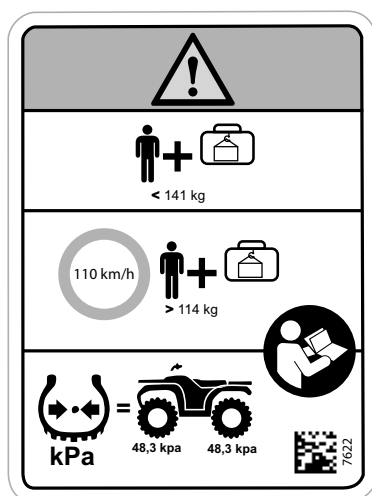 !
< 141 kg
110 km/h
> 114 kg
kPa
=
48,3 kpa 48,3 kpa
7622